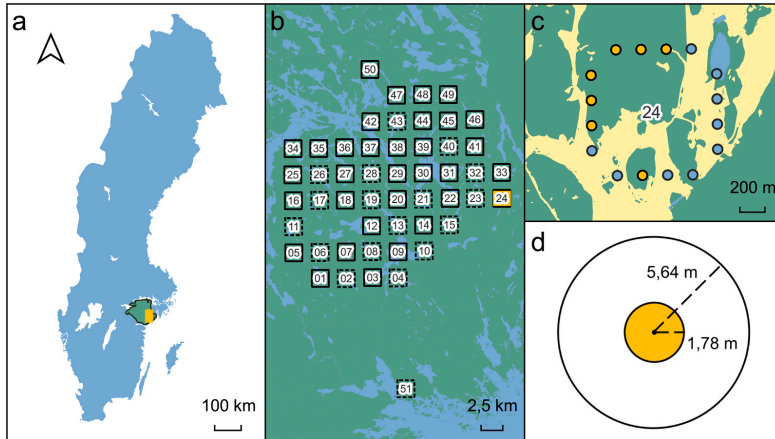 a
100 km
b
50
47 48 49
42 43 44 45 46
34 35 36 37 38 39 40 41
25 26 27 28 29 30 31 32 33
16 17 18 19 20 21 22 23 24
11 12 13 14 15
05 06 07 08 09 10
01 02 03 04
51
2,5 km
c
24
200 m
d
5,64 m
1,78 m